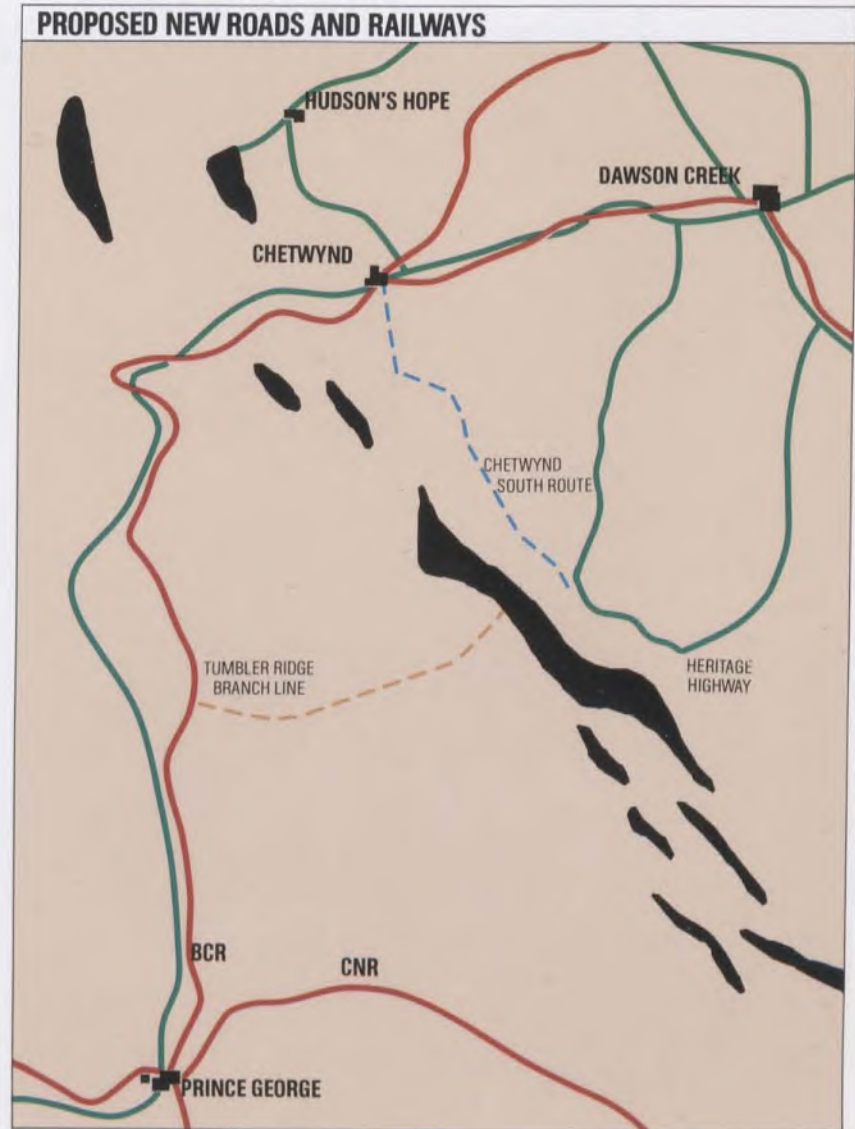 PROPOSED NEW ROADS AND RAILWAYS
HUDSON'S HOPE
DAWSON CREEK
CHETWYND
CHETWYND
SOUTH ROUTE
TUMBLER RIDGE
BRANCH LINE
HERITAGE
HIGHWAY
BCR
CNR
PRINCE GEORGE